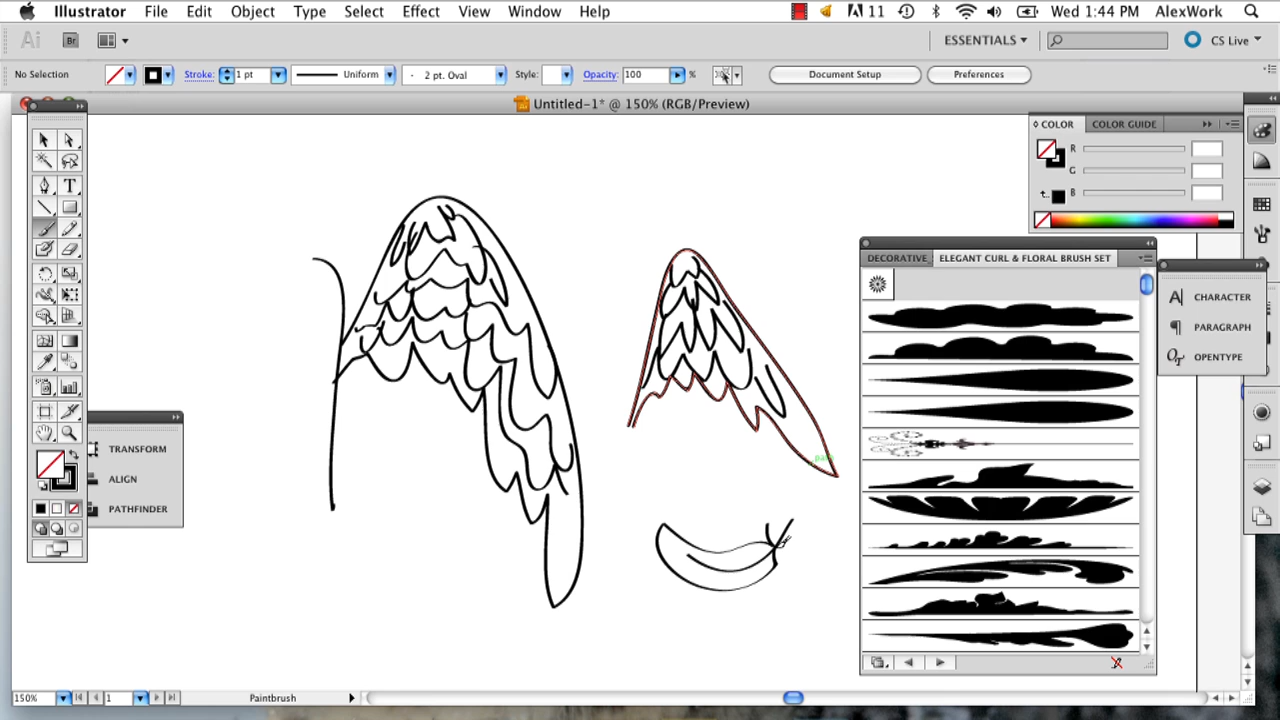 Illustrator File Edit Object Type Select Effect View Window Help 11 Wed 1:44 PM AlexWork
Ai Br ESSENTIALS CS Live
No Selection Stroke: 1 pt Uniform 2 pt. Oval Style: Opacity: 100 % Document Setup Preferences
Untitled-1* @ 150% (RGB/Preview)
COLOR COLOR GUIDE
R
G
B
DECORATIVE ELEGANT CURL & FLORAL BRUSH SET
CHARACTER
PARAGRAPH
OPENTYPE
TRANSFORM
ALIGN
PATHFINDER
path
150% 1 Paintbrush